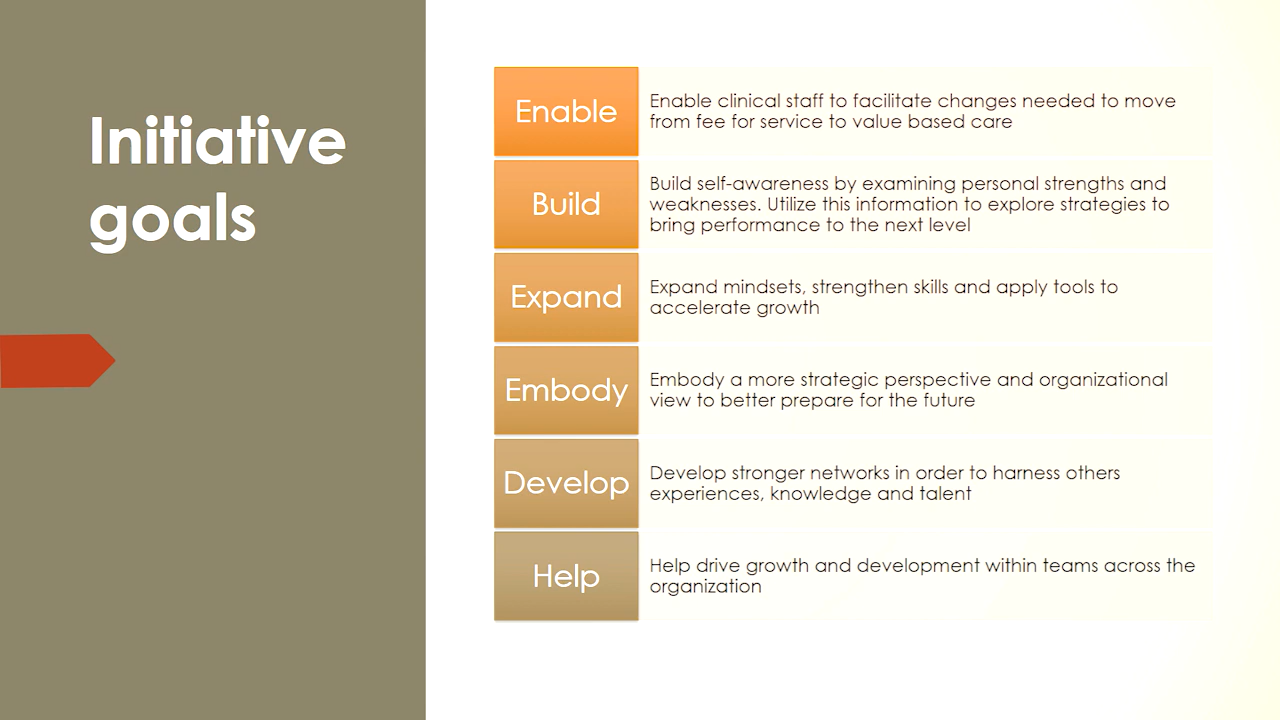 Initiative
goals
Enable
Enable clinical staff to facilitate changes needed to move
from fee for service to value based care
Build
Build self-awareness by examining personal strengths and
weaknesses. Utilize this information to explore strategies to
bring performance to the next level
Expand
Expand mindsets, strengthen skills and apply tools to
accelerate growth
Embody
Embody a more strategic perspective and organizational
view to better prepare for the future
Develop
Develop stronger networks in order to harness others
experiences, knowledge and talent
Help
Help drive growth and development within teams across the
organization